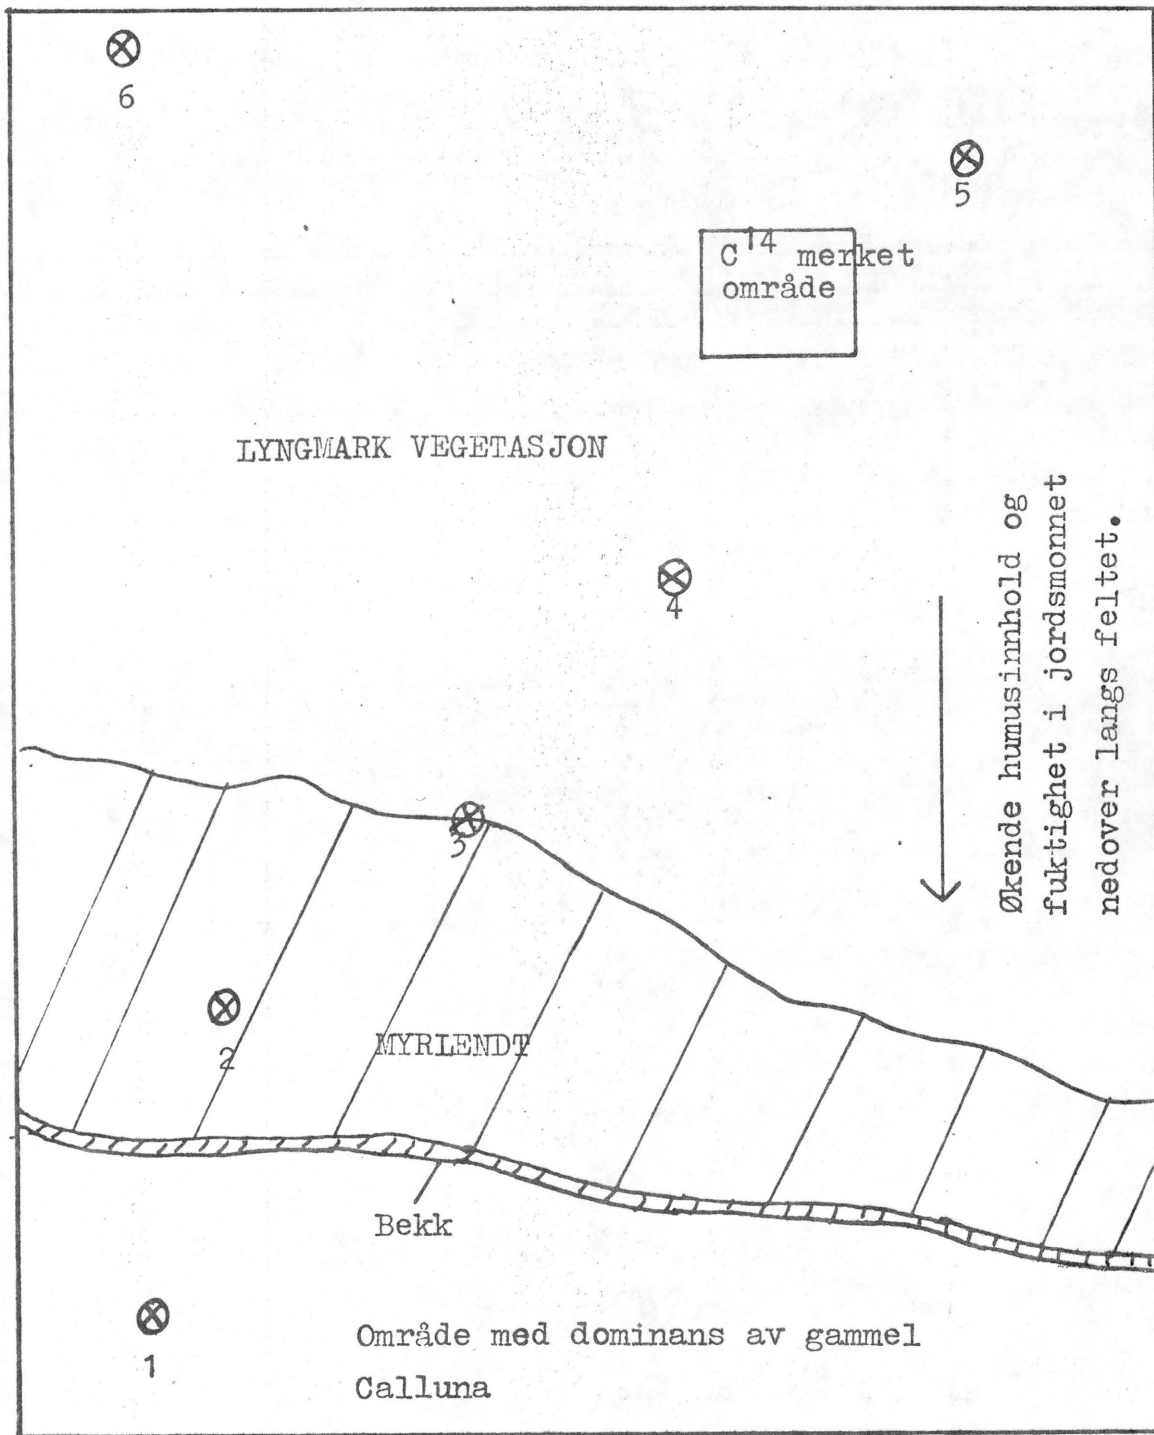 6
5
C14 merket
område
LYNGMARK VEGETASJON
4
Økende humusinnhold og
fuktighet i jordsmonnet
nedover langs feltet.
3
2
MYRLENDT
Bekk
1
Område med dominans av gammel
Calluna